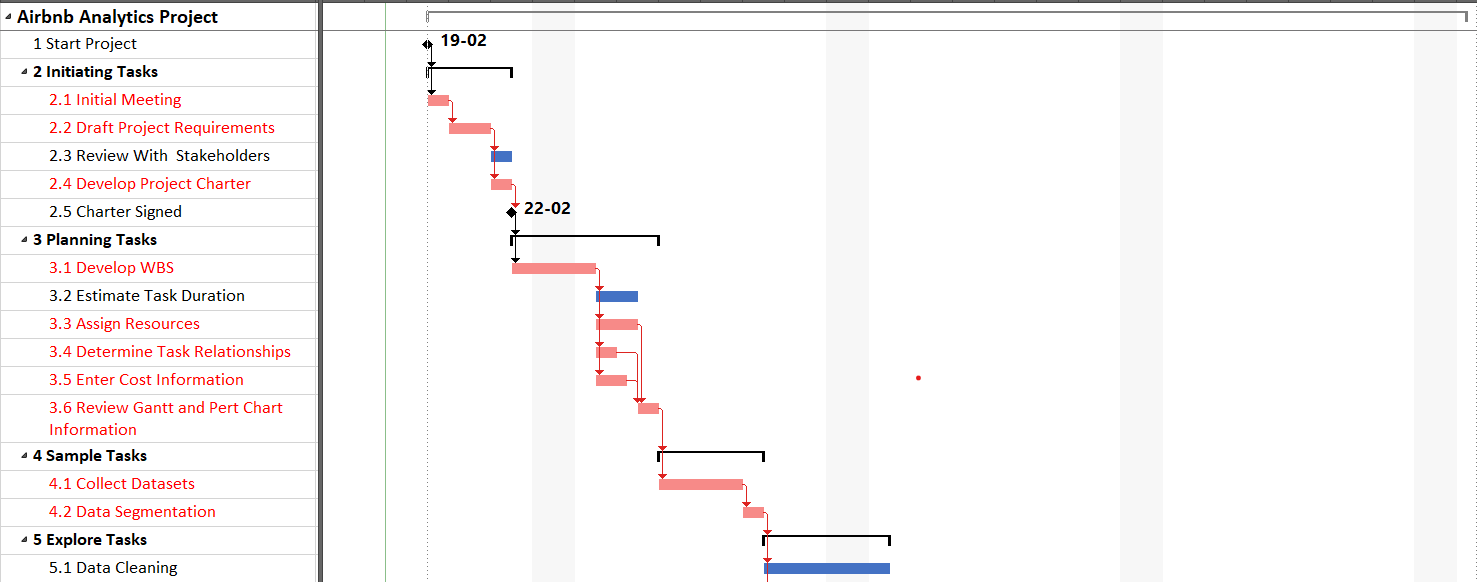 Airbnb Analytics Project
1 Start Project
19-02
2 Initiating Tasks
2.1 Initial Meeting
2.2 Draft Project Requirements
2.3 Review With  Stakeholders
2.4 Develop Project Charter
2.5 Charter Signed
22-02
3 Planning Tasks
3.1 Develop WBS
3.2 Estimate Task Duration
3.3 Assign Resources
3.4 Determine Task Relationships
3.5 Enter Cost Information
3.6 Review Gantt and Pert Chart
Information
4 Sample Tasks
4.1 Collect Datasets
4.2 Data Segmentation
5 Explore Tasks
5.1 Data Cleaning